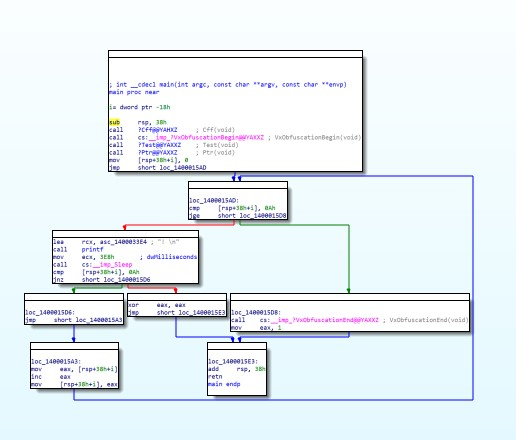 ; int __cdecl main(int argc, const char **argv, const char **envp)
main proc near
i= dword ptr -18h
sub rsp, 38h
call ?Cff@@YAHXZ ; Cff(void)
call cs:__imp_?VxObfuscationBegin@@YAXXZ ; VxObfuscationBegin(void)
call ?Test@@YAXXZ ; Test(void)
call ?Ptr@@YAXXZ ; Ptr(void)
mov [rsp+38h+i], 0
jmp short loc_1400015AD
loc_1400015AD:
cmp [rsp+38h+i], 0Ah
jge short loc_1400015D8
lea rcx, asc_1400033E4 ; "! \n"
call printf
mov ecx, 3E8h ; dwMilliseconds
call cs:__imp_Sleep
cmp [rsp+38h+i], 0Ah
jnz short loc_1400015D6
loc_1400015D6:
jmp short loc_1400015A3
xor eax, eax
jmp short loc_1400015E3
loc_1400015D8:
call cs:__imp_?VxObfuscationEnd@@YAXXZ ; VxObfuscationEnd(void)
mov eax, 1
loc_1400015A3:
mov eax, [rsp+38h+i]
inc eax
mov [rsp+38h+i], eax
loc_1400015E3:
add rsp, 38h
retn
main endp